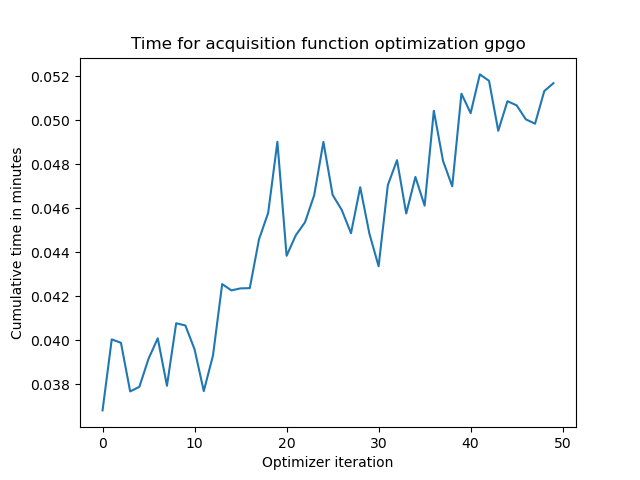 Time for acquisition function optimization gpgo
0.052
0.050
0.048
0.046
0.044
0.042
0.040
0.038
Cumulative time in minutes
0 10 20 30 40 50
Optimizer iteration